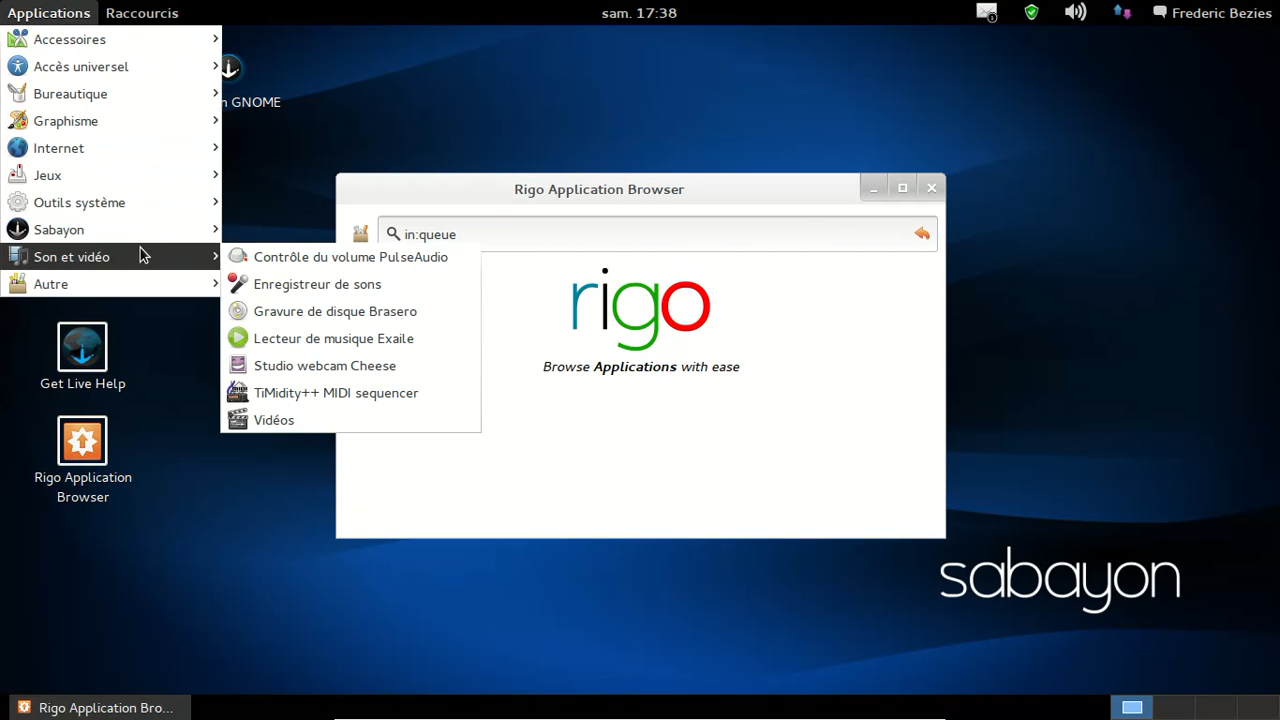 Applications
Raccourcis
sam. 17:38
Frederic Bezies
Accessoires
Accès universel
Bureautique
Graphisme
Internet
Jeux
Outils système
Sabayon
Son et vidéo
Autre
Contrôle du volume PulseAudio
Enregistreur de sons
Gravure de disque Brasero
Lecteur de musique Exaile
Studio webcam Cheese
TiMidity++ MIDI sequencer
Vidéos
n GNOME
Get Live Help
Rigo Application
Browser
Rigo Application Browser
in:queue
rigo
Browse Applications with ease
sabayon
Rigo Application Bro...